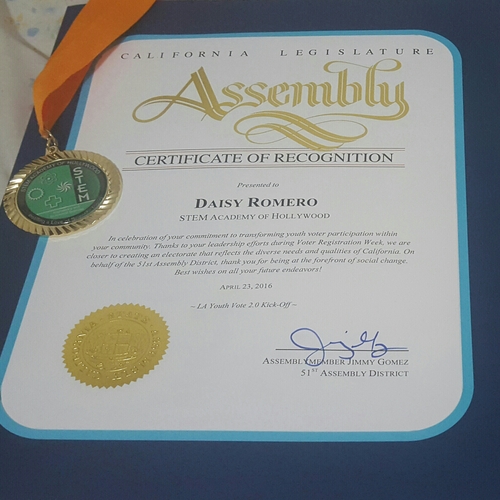 CALIFORNIA LEGISLATURE
Assembly
CERTIFICATE OF RECOGNITION
Presented to
DAISY ROMERO
STEM ACADEMY OF HOLLYWOOD
In celebration of your commitment to transforming youth voter participation within
your community. Thanks to your leadership efforts during Voter Registration Week, we are
closer to creating an electorate that reflects the diverse needs and qualities of California. On
behalf of the 51st Assembly District, thank you for being at the forefront of social change.
Best wishes on all your future endeavors!
APRIL 23, 2016
~ LA Youth Vote 2.0 Kick-Off ~
ASSEMBLYMEMBER JIMMY GOMEZ
51ST ASSEMBLY DISTRICT
STEM